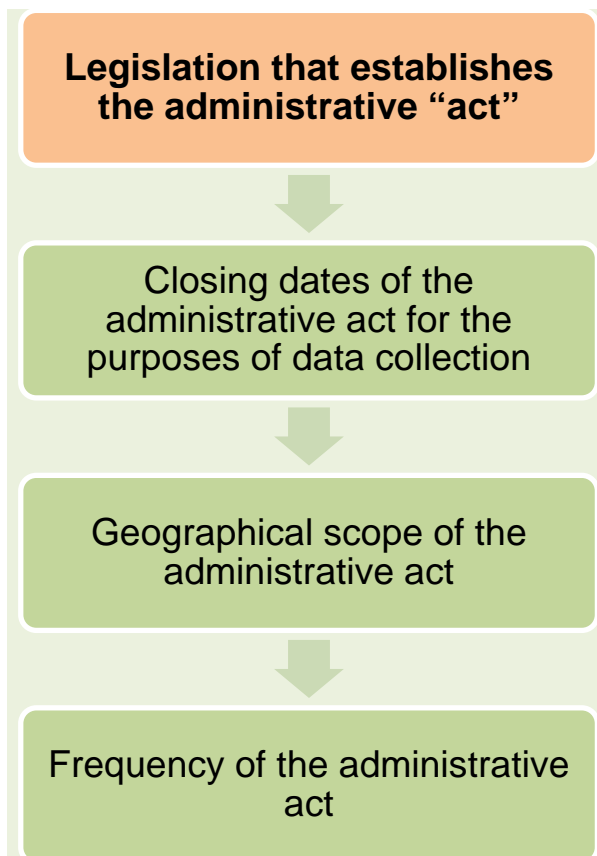 Legislation that establishes
the administrative “act”
Closing dates of the
administrative act for the
purposes of data collection
Geographical scope of the
administrative act
Frequency of the administrative
act